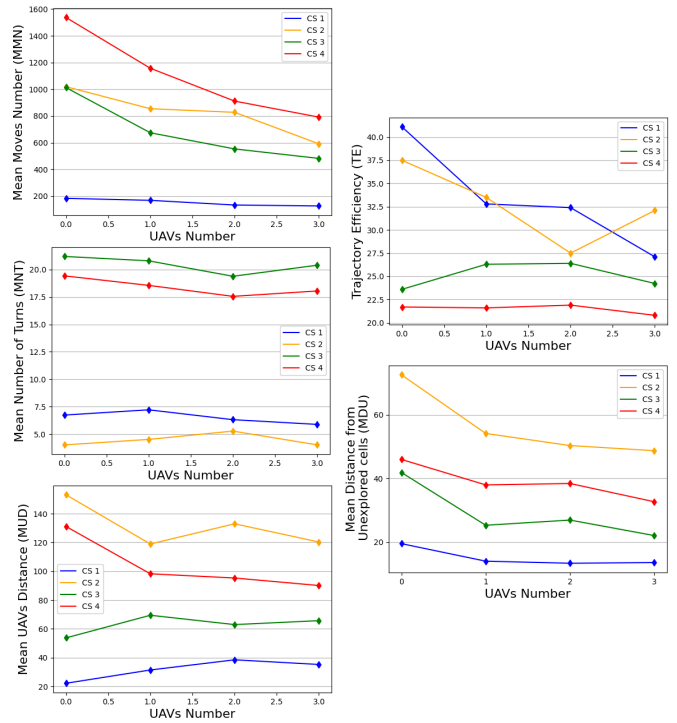 Mean Moves Number (MMN)
1600
1400
1200
1000
800
600
400
200
CS 1
CS 2
CS 3
CS 4
0.0 0.5 1.0 1.5 2.0 2.5 3.0
UAVs Number
Mean Number of Turns (MNT)
20.0
17.5
15.0
12.5
10.0
7.5
5.0
CS 1
CS 2
CS 3
CS 4
0.0 0.5 1.0 1.5 2.0 2.5 3.0
UAVs Number
Mean UAVs Distance (MUD)
140
120
100
80
60
40
20
CS 1
CS 2
CS 3
CS 4
0.0 0.5 1.0 1.5 2.0 2.5 3.0
UAVs Number
Trajectory Efficiency (TE)
40.0
37.5
35.0
32.5
30.0
27.5
25.0
22.5
20.0
CS 1
CS 2
CS 3
CS 4
0.0 0.5 1.0 1.5 2.0 2.5 3.0
UAVs Number
Mean Distance from
Unexplored cells (MDU)
60
40
20
CS 1
CS 2
CS 3
CS 4
0 1 2 3
UAVs Number